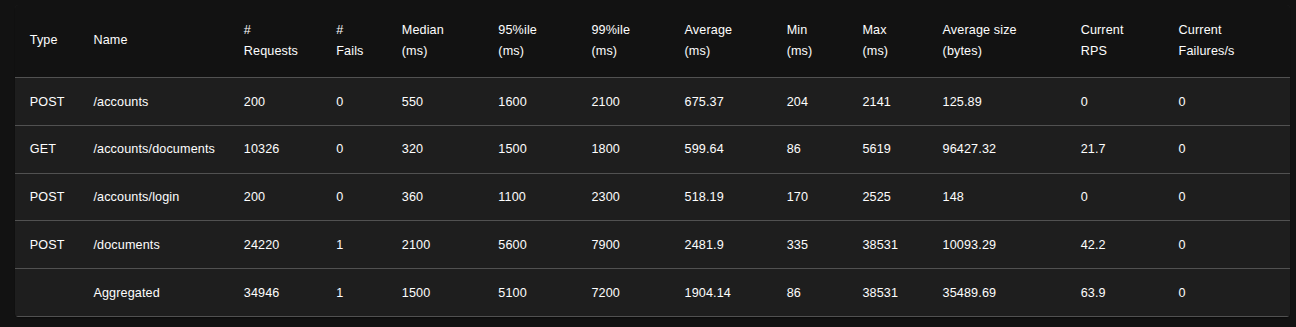 Type Name # Requests # Fails Median (ms) 95%ile (ms) 99%ile (ms) Average (ms) Min (ms) Max (ms) Average size (bytes) Current RPS Current Failures/s
POST /accounts 200 0 550 1600 2100 675.37 204 2141 125.89 0 0
GET /accounts/documents 10326 0 320 1500 1800 599.64 86 5619 96427.32 21.7 0
POST /accounts/login 200 0 360 1100 2300 518.19 170 2525 148 0 0
POST /documents 24220 1 2100 5600 7900 2481.9 335 38531 10093.29 42.2 0
Aggregated 34946 1 1500 5100 7200 1904.14 86 38531 35489.69 63.9 0